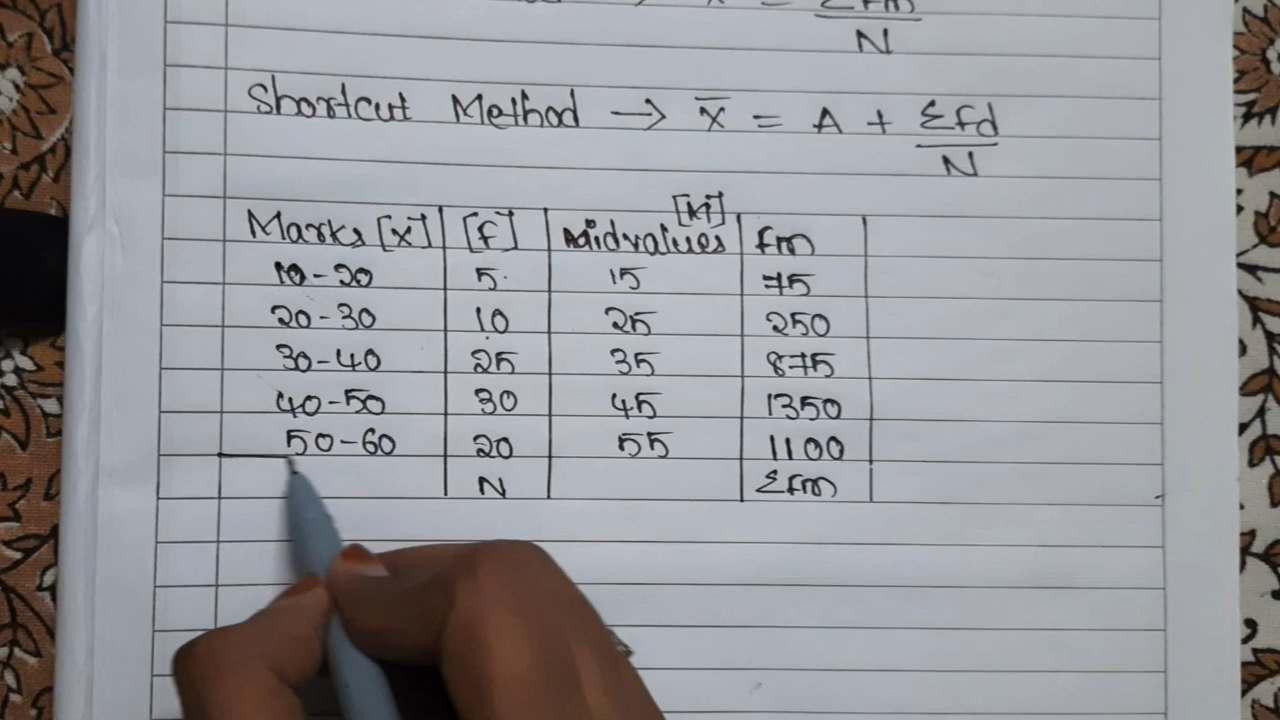 x̄ = Σfm
N
Shortcut Method → x̄ = A + Σfd
N
[M]
Marks [x] [f] Midvalues fm
10-20 5 15 75
20-30 10 25 250
30-40 25 35 875
40-50 30 45 1350
50-60 20 55 1100
N Σfm